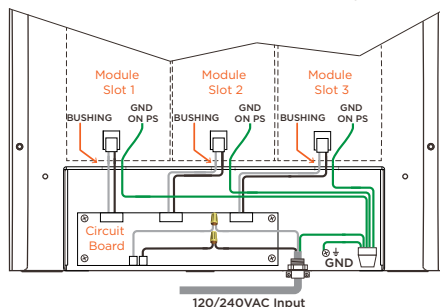 Module
Slot 1
Module
Slot 2
Module
Slot 3
BUSHING
GND
ON PS
BUSHING
GND
ON PS
BUSHING
GND
ON PS
Circuit
Board
GND
120/240VAC Input